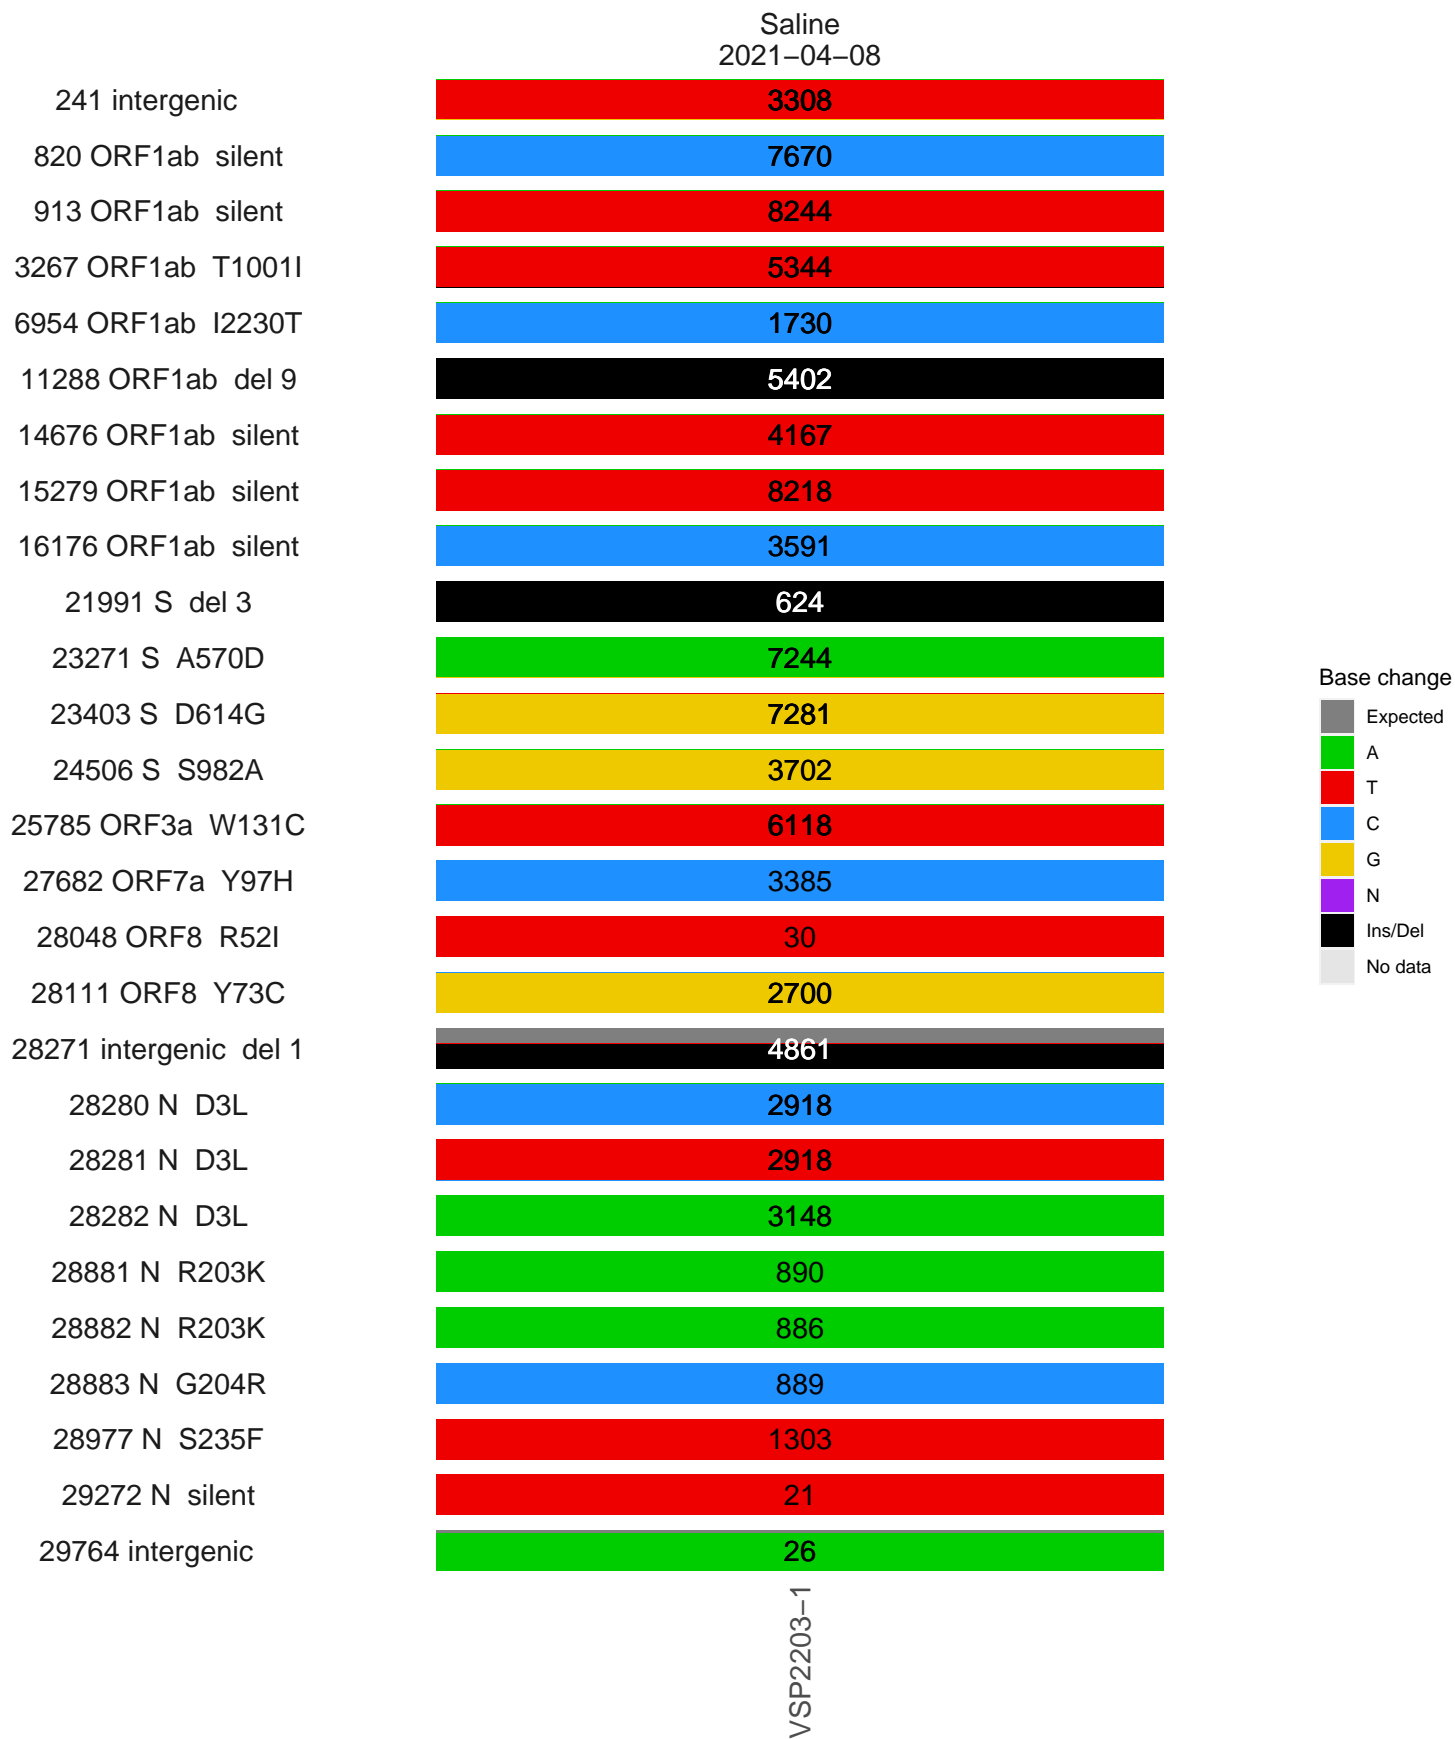 Saline
2021−04−08
241 intergenic 3308
820 ORF1ab silent 7670
913 ORF1ab silent 8244
3267 ORF1ab T1001I 5344
6954 ORF1ab I2230T 1730
11288 ORF1ab del 9 5402
14676 ORF1ab silent 4167
15279 ORF1ab silent 8218
16176 ORF1ab silent 3591
21991 S del 3 624
23271 S A570D 7244
23403 S D614G 7281
24506 S S982A 3702
25785 ORF3a W131C 6118
27682 ORF7a Y97H 3385
28048 ORF8 R52I 30
28111 ORF8 Y73C 2700
28271 intergenic del 1 4861
28280 N D3L 2918
28281 N D3L 2918
28282 N D3L 3148
28881 N R203K 890
28882 N R203K 886
28883 N G204R 889
28977 N S235F 1303
29272 N silent 21
29764 intergenic 26
VSP2203−1
Base change
Expected
A
T
C
G
N
Ins/Del
No data